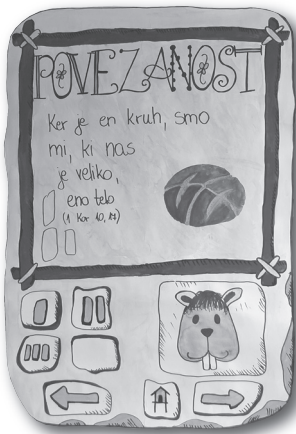 POVEZANOST
Ker je en kruh, smo
mi, ki nas
je veliko,
eno telo
(1 Kor 10, 17)